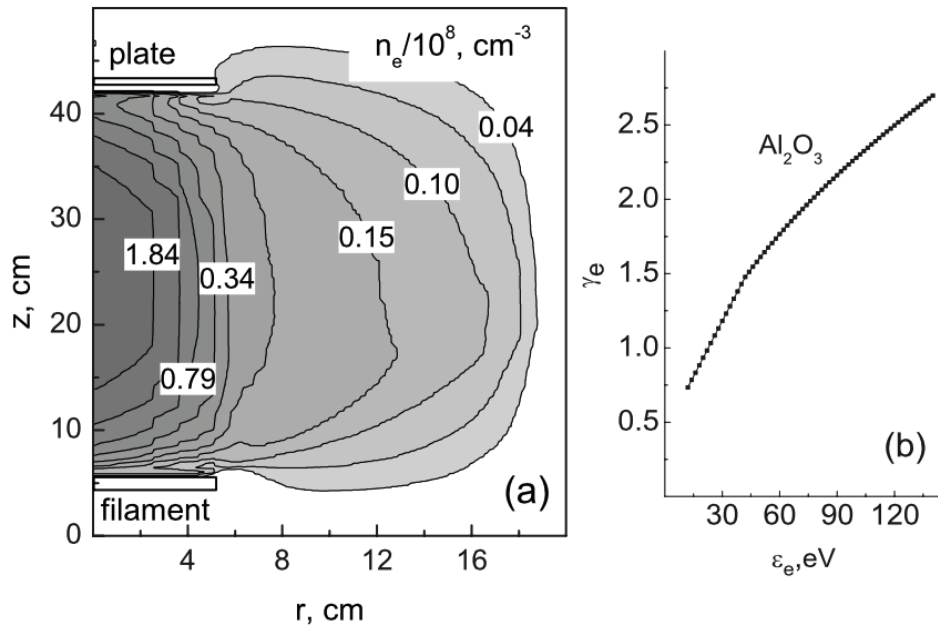 plate
n_e/10^8, cm^-3
0.04
0.10
0.15
1.84
0.34
0.79
(a)
filament
40
30
20
10
0
z, cm
4
8
12
16
r, cm
Al₂O₃
2.5
2.0
1.5
1.0
0.5
γ_e
(b)
30
60
90
120
ε_e,eV